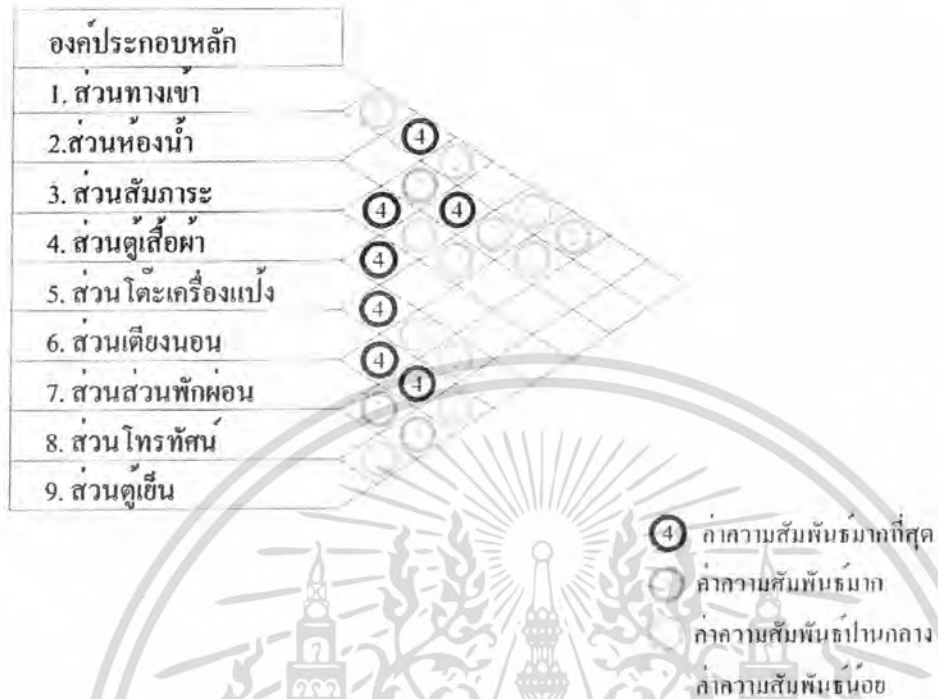 องค์ประกอบหลัก
1. ส่วนทางเข้า
2.ส่วนห้องน้ำ
4
3. ส่วนสัมภาระ
4 4
4. ส่วนตู้เสื้อผ้า
4
5. ส่วนโต๊ะเครื่องแป้ง
4
6. ส่วนเตียงนอน
4
7. ส่วนส่วนพักผ่อน
4
8. ส่วนโทรทัศน์
9. ส่วนตู้เย็น
4 ค่าความสัมพันธ์มากที่สุด
ค่าความสัมพันธ์มาก
ค่าความสัมพันธ์ปานกลาง
ค่าความสัมพันธ์น้อย